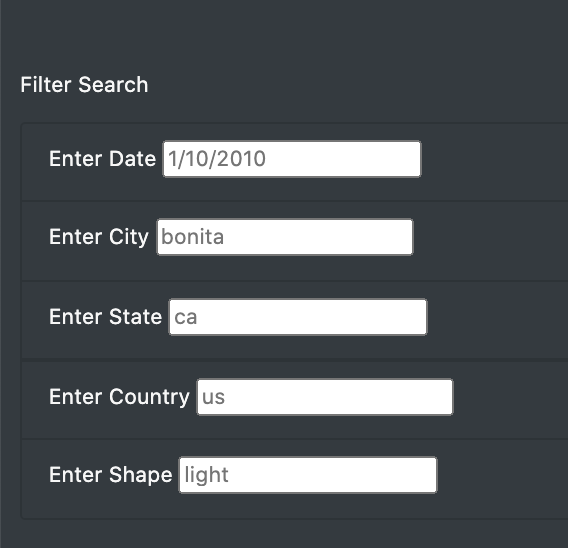 Filter Search
Enter Date 1/10/2010
Enter City bonita
Enter State ca
Enter Country us
Enter Shape light